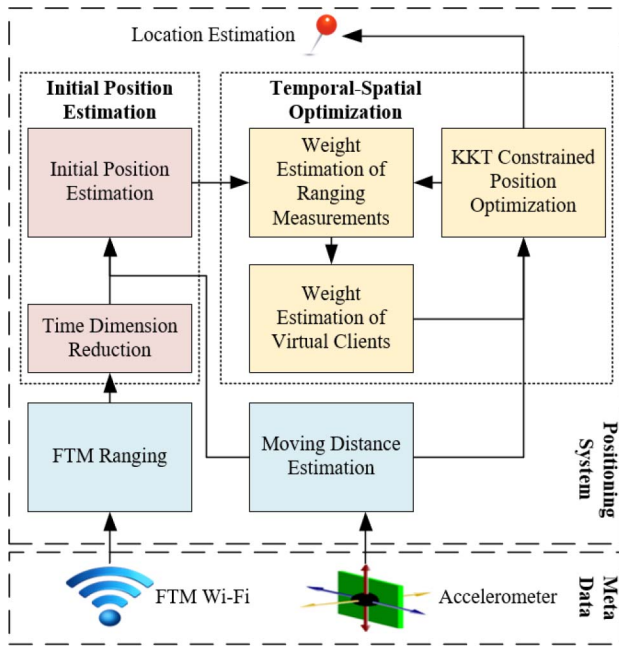 Location Estimation
Initial Position
Estimation
Temporal-Spatial
Optimization
Initial Position
Estimation
Weight
Estimation of
Ranging
Measurements
KKT Constrained
Position
Optimization
Time Dimension
Reduction
Weight
Estimation of
Virtual Clients
FTM Ranging
Moving Distance
Estimation
Positioning
System
FTM Wi-Fi
Accelerometer
Meta
Data